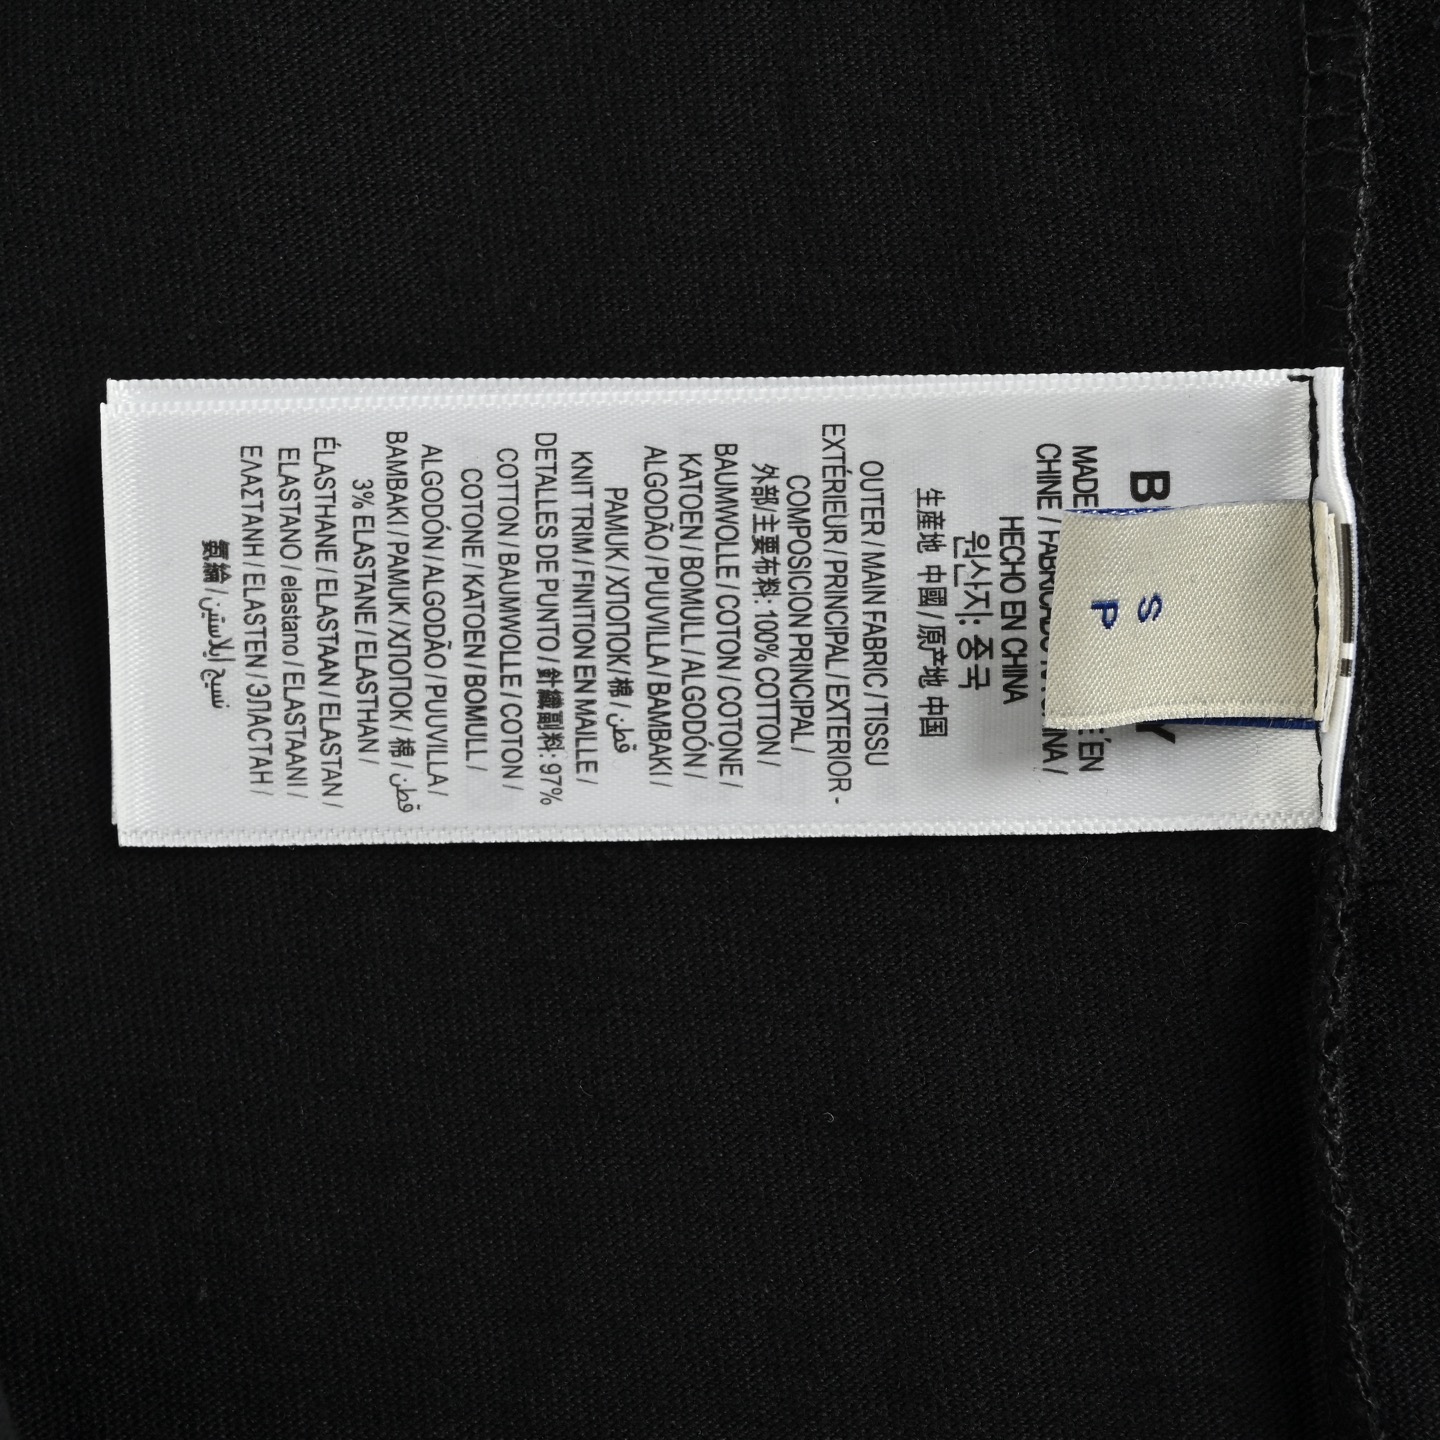 B Y
MADE E´EN
CHINE / FABRICADO INA /
HECHO EN CHINA
원산지: 중국
生産地 中國 / 原产地 中国
OUTER / MAIN FABRIC / TISSU
EXTÉRIEUR / PRINCIPAL / EXTERIOR -
COMPOSICION PRINCIPAL /
外部/主要布料: 100% COTTON /
BAUMWOLLE / COTON / COTONE /
KATOEN / BOMULL / ALGODÓN /
ALGODÃO / PUUVILLA / BAMBAKI /
PAMUK / ХЛОПОК / 棉 / قطن
KNIT TRIM / FINITION EN MAILLE /
DETALLES DE PUNTO / 針織副料: 97%
COTTON / BAUMWOLLE / COTON /
COTONE / KATOEN / BOMULL /
ALGODÓN / ALGODÃO / PUUVILLA /
BAMBAKI / PAMUK / ХЛОПОК / 棉 / قطن
3% ELASTANE / ELASTHAN /
ÉLASTHANE / ELASTAAN / ELASTAN /
ELASTANO / elastano / ELASTAANI /
ΕΛΑΣΤΑΝΗ / ELASTEN / ЭЛАСТАН /
氨綸 / نسيج إيلاستين
S
P